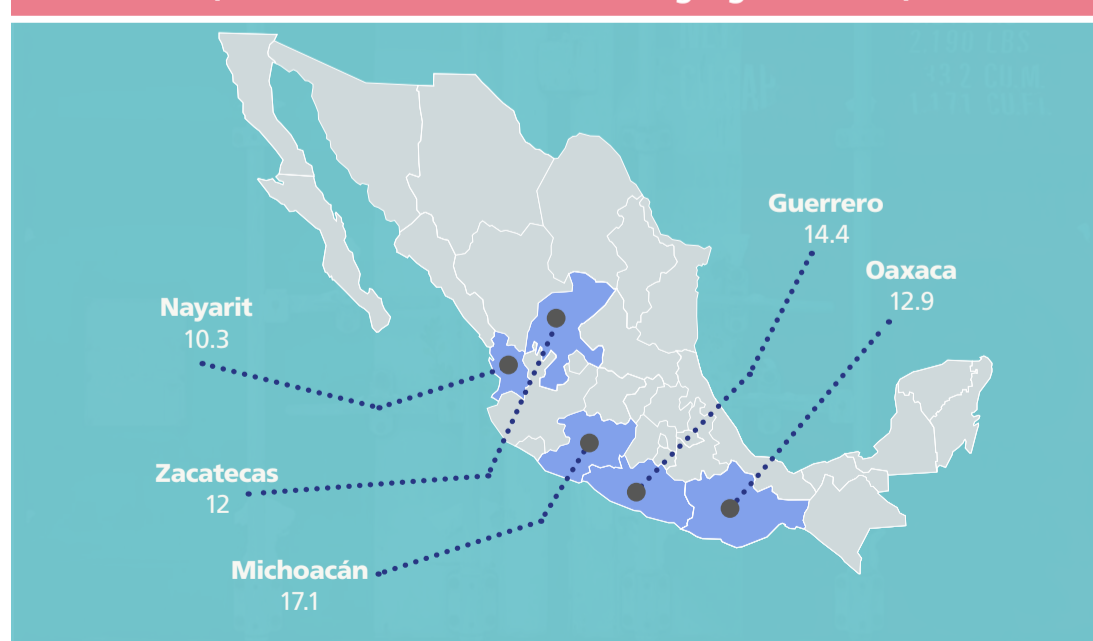 Guerrero
14.4
Oaxaca
12.9
Nayarit
10.3
Zacatecas
12
Michoacán
17.1